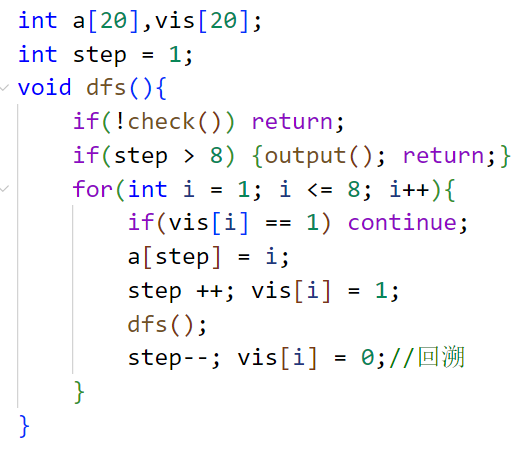 int a[20],vis[20];
int step = 1;
void dfs(){
    if(!check()) return;
    if(step > 8) {output(); return;}
    for(int i = 1; i <= 8; i++){
        if(vis[i] == 1) continue;
        a[step] = i;
        step ++; vis[i] = 1;
        dfs();
        step--; vis[i] = 0;//回溯
    }
}